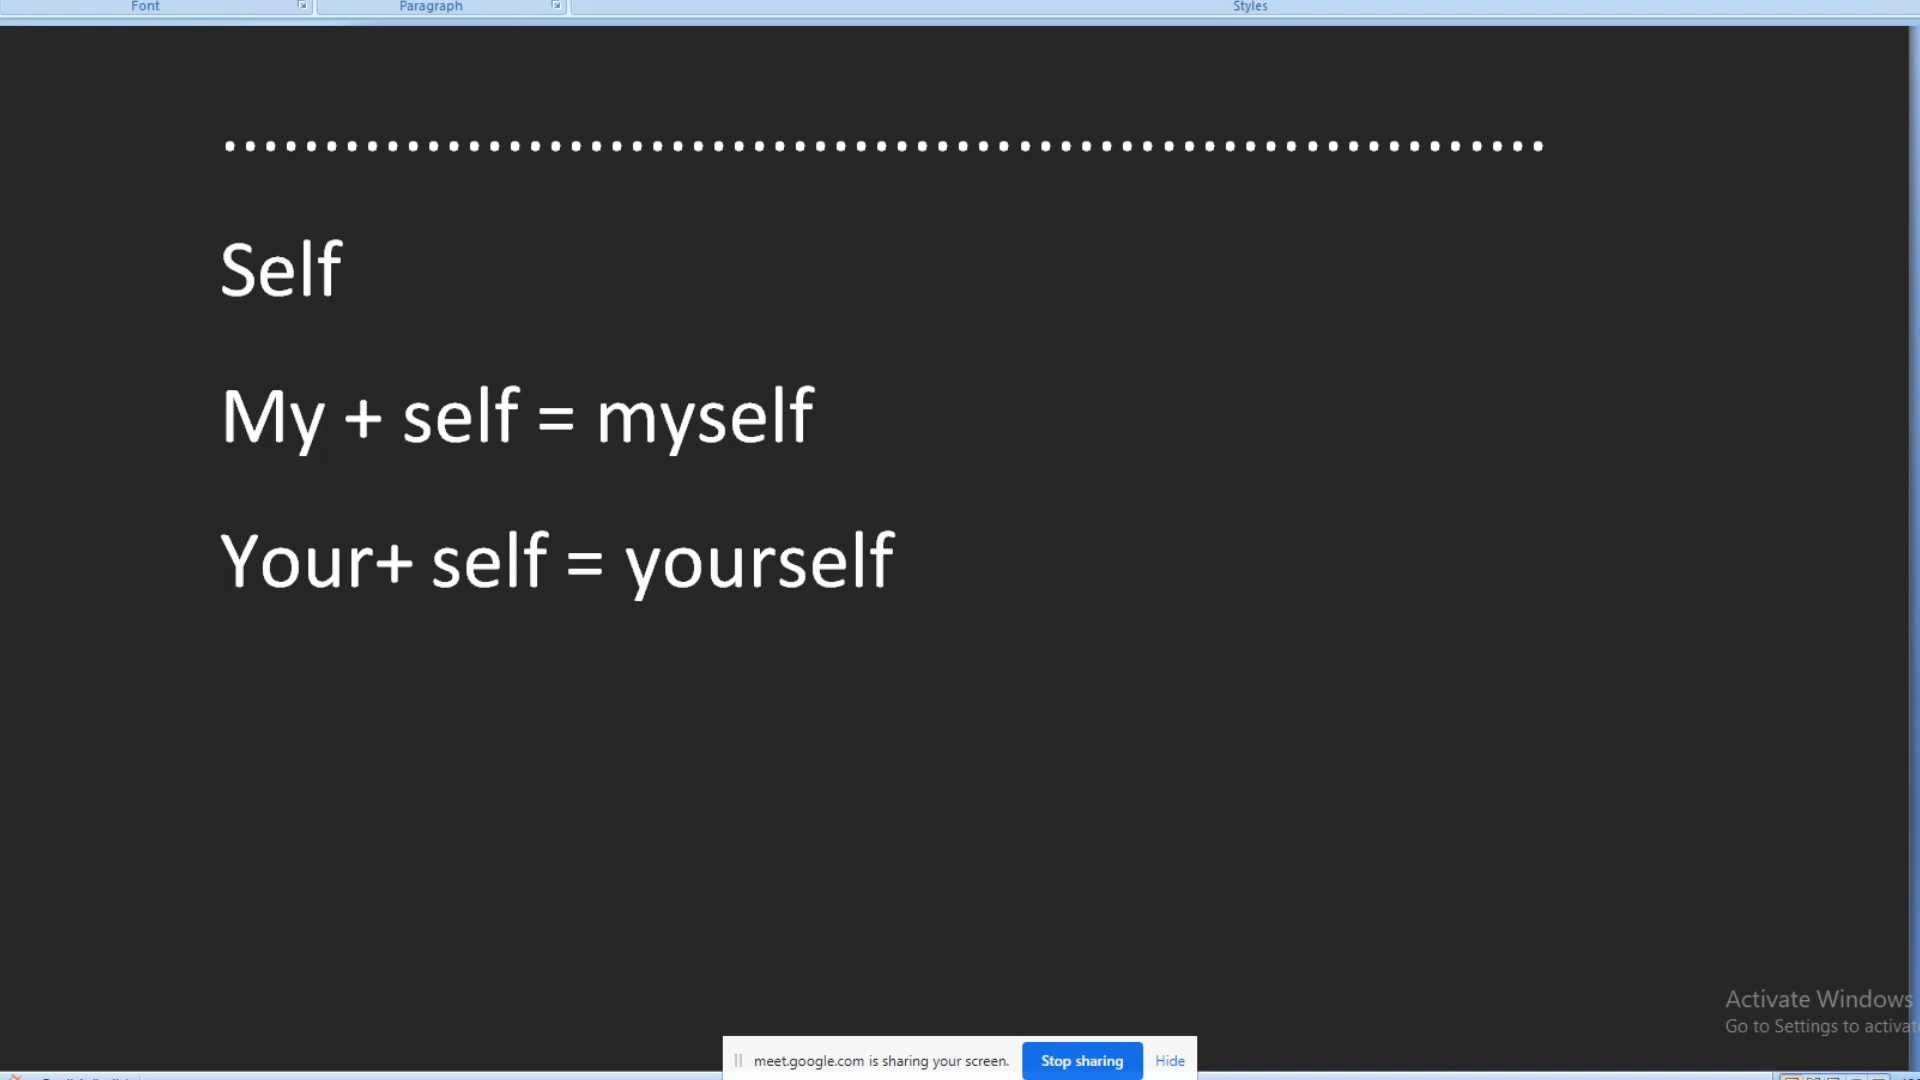 Font Paragraph Styles
................................................................
Self
My + self = myself
Your+ self = yourself
Activate Windows
Go to Settings to activat
meet.google.com is sharing your screen. Stop sharing Hide